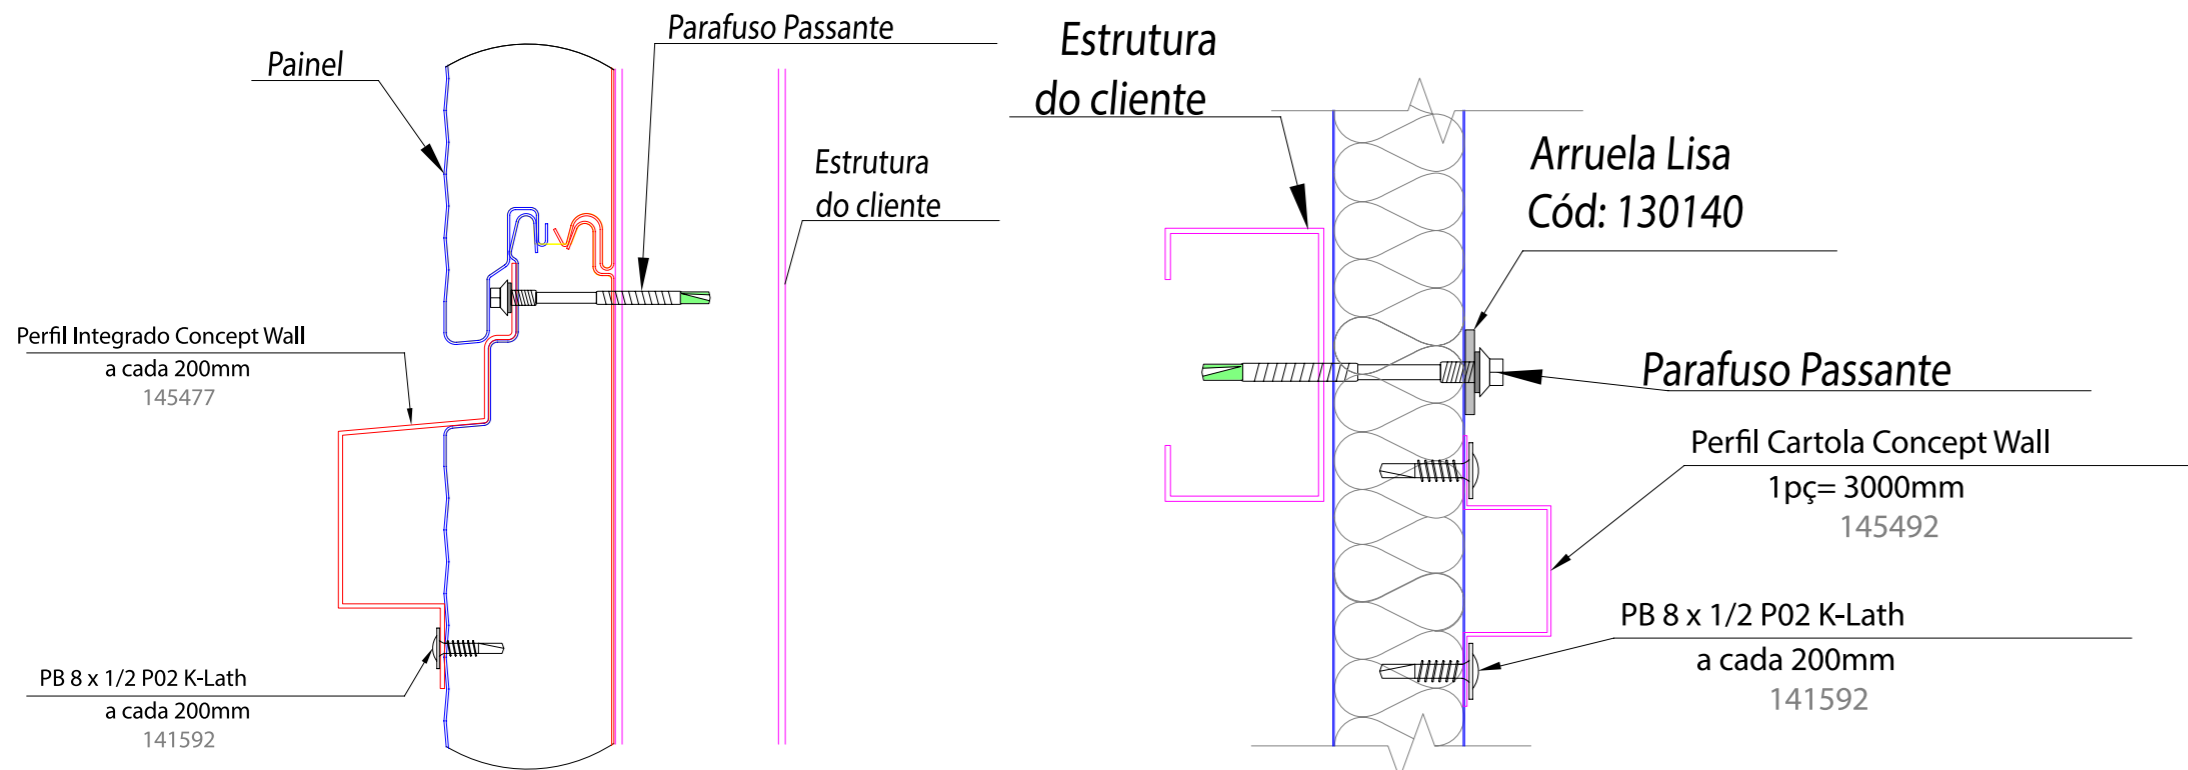 Painel
Parafuso Passante
Estrutura
do cliente
Perfil Integrado Concept Wall
a cada 200mm
145477
PB 8 x 1/2 P02 K-Lath
a cada 200mm
141592
Estrutura
do cliente
Arruela Lisa
Cód: 130140
Parafuso Passante
Perfil Cartola Concept Wall
1pç= 3000mm
145492
PB 8 x 1/2 P02 K-Lath
a cada 200mm
141592